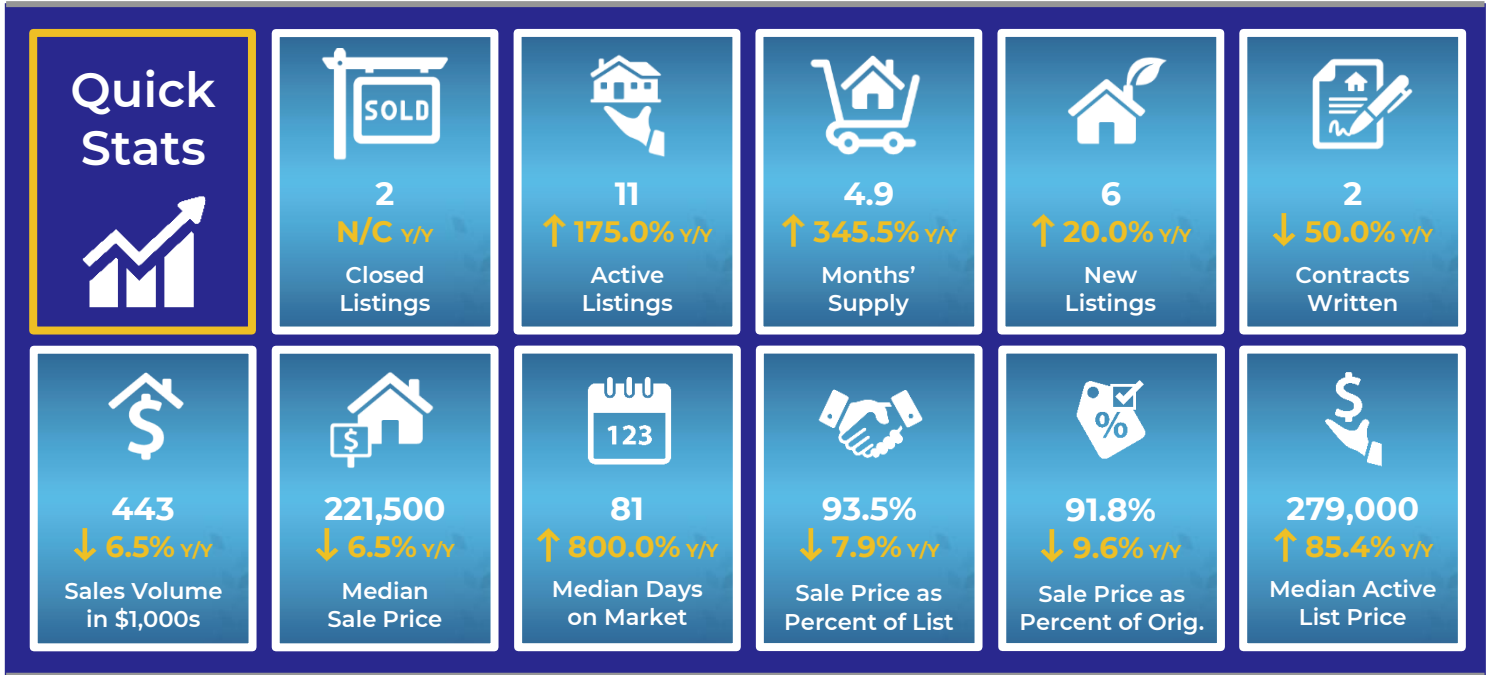 Quick
Stats
SOLD
2
N/C Y/Y
Closed
Listings
11
↑ 175.0% Y/Y
Active
Listings
4.9
↑ 345.5% Y/Y
Months’
Supply
6
↑ 20.0% Y/Y
New
Listings
2
↓ 50.0% Y/Y
Contracts
Written
$
443
↓ 6.5% Y/Y
Sales Volume
in $1,000s
$
221,500
↓ 6.5% Y/Y
Median
Sale Price
123
81
↑ 800.0% Y/Y
Median Days
on Market
93.5%
↓ 7.9% Y/Y
Sale Price as
Percent of List
%
91.8%
↓ 9.6% Y/Y
Sale Price as
Percent of Orig.
$
279,000
↑ 85.4% Y/Y
Median Active
List Price